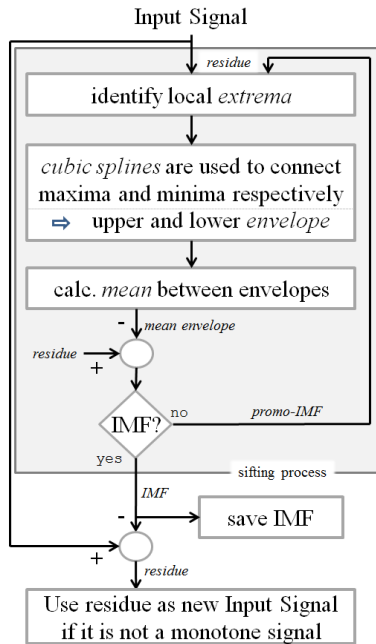 Input Signal
residue
identify local extrema
cubic splines are used to connect
maxima and minima respectively
⇨ upper and lower envelope
calc. mean between envelopes
-
mean envelope
residue
+
IMF?
no
promo-IMF
yes
sifting process
IMF
-
save IMF
+
residue
Use residue as new Input Signal
if it is not a monotone signal